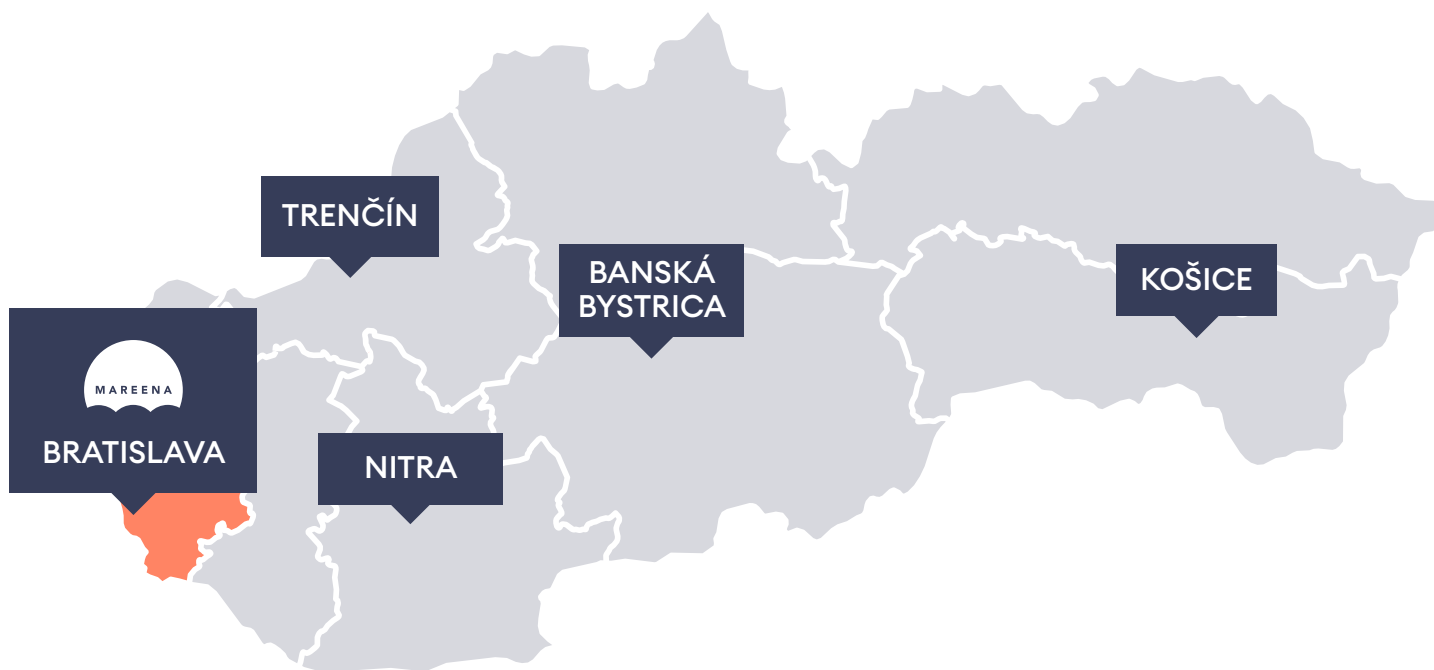 TRENČÍN
BANSKÁ
BYSTRICA
KOŠICE
MAREENA
BRATISLAVA
NITRA